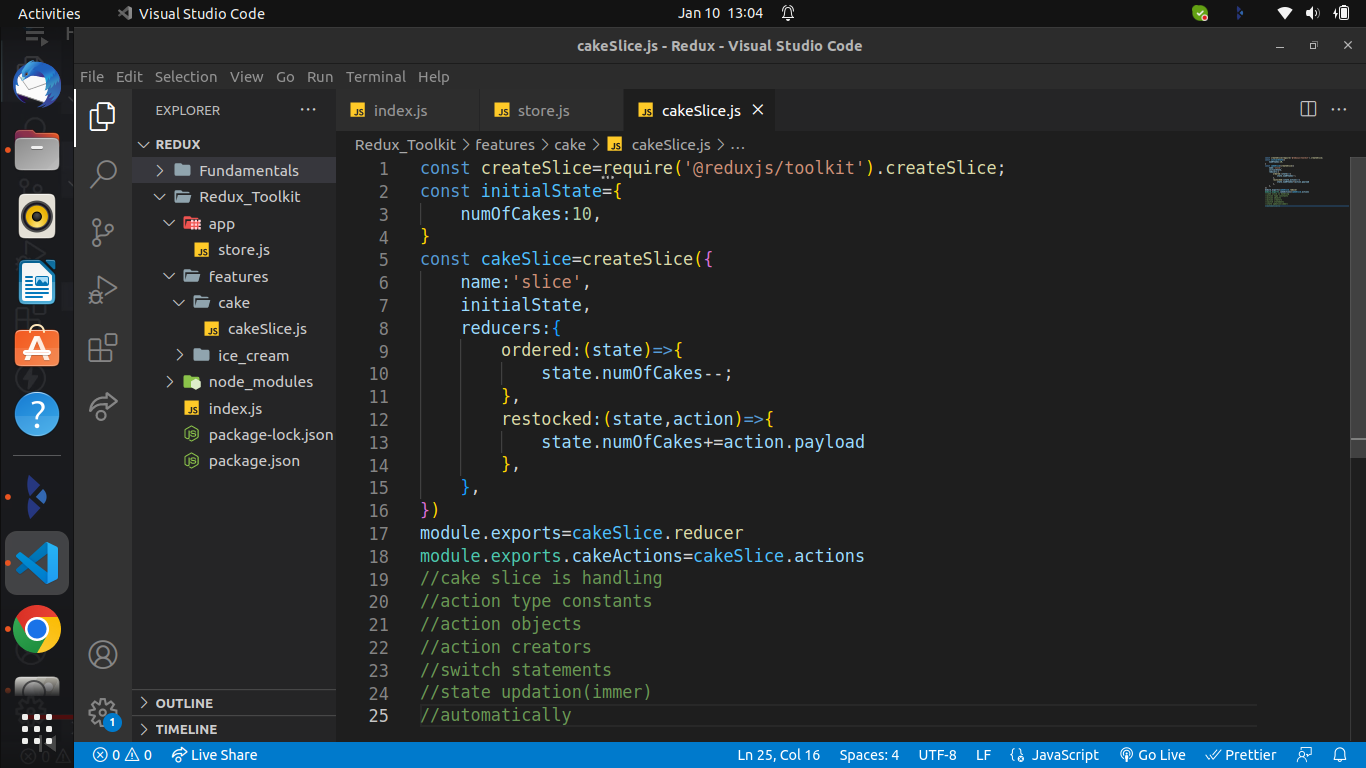 Activities
Visual Studio Code
Jan 10 13:04
cakeSlice.js - Redux - Visual Studio Code
File Edit Selection View Go Run Terminal Help
EXPLORER
REDUX
Fundamentals
Redux_Toolkit
app
JS store.js
features
cake
JS cakeSlice.js
ice_cream
node_modules
JS index.js
package-lock.json
package.json
OUTLINE
TIMELINE
JS index.js
JS store.js
JS cakeSlice.js
Redux_Toolkit > features > cake > JS cakeSlice.js > ...
1 const createSlice=require('@reduxjs/toolkit').createSlice;
2 const initialState={
3 numOfCakes:10,
4 }
5 const cakeSlice=createSlice({
6 name:'slice',
7 initialState,
8 reducers:{
9 ordered:(state)=>{
10 state.numOfCakes--;
11 },
12 restocked:(state,action)=>{
13 state.numOfCakes+=action.payload
14 },
15 },
16 })
17 module.exports=cakeSlice.reducer
18 module.exports.cakeActions=cakeSlice.actions
19 //cake slice is handling
20 //action type constants
21 //action objects
22 //action creators
23 //switch statements
24 //state updation(immer)
25 //automatically
1
0 0 Live Share
Ln 25, Col 16 Spaces: 4 UTF-8 LF {} JavaScript Go Live Prettier